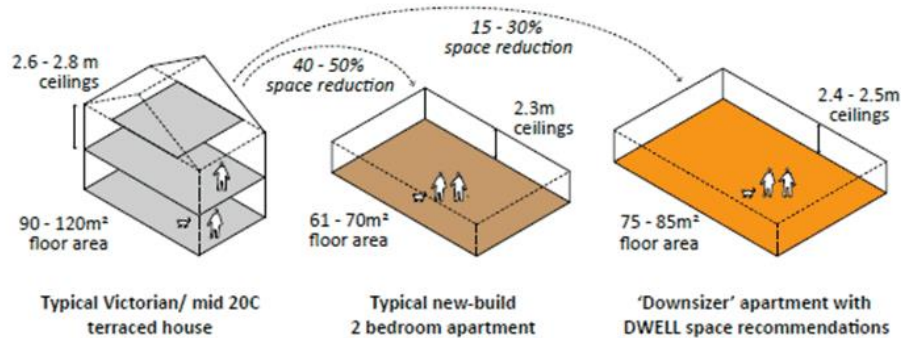 15 - 30%
space reduction
40 - 50%
space reduction
2.6 - 2.8 m
ceilings
2.3m
ceilings
2.4 - 2.5m
ceilings
90 - 120m²
floor area
61 - 70m²
floor area
75 - 85m²
floor area
Typical Victorian/ mid 20C
terraced house
Typical new-build
2 bedroom apartment
‘Downsizer’ apartment with
DWELL space recommendations